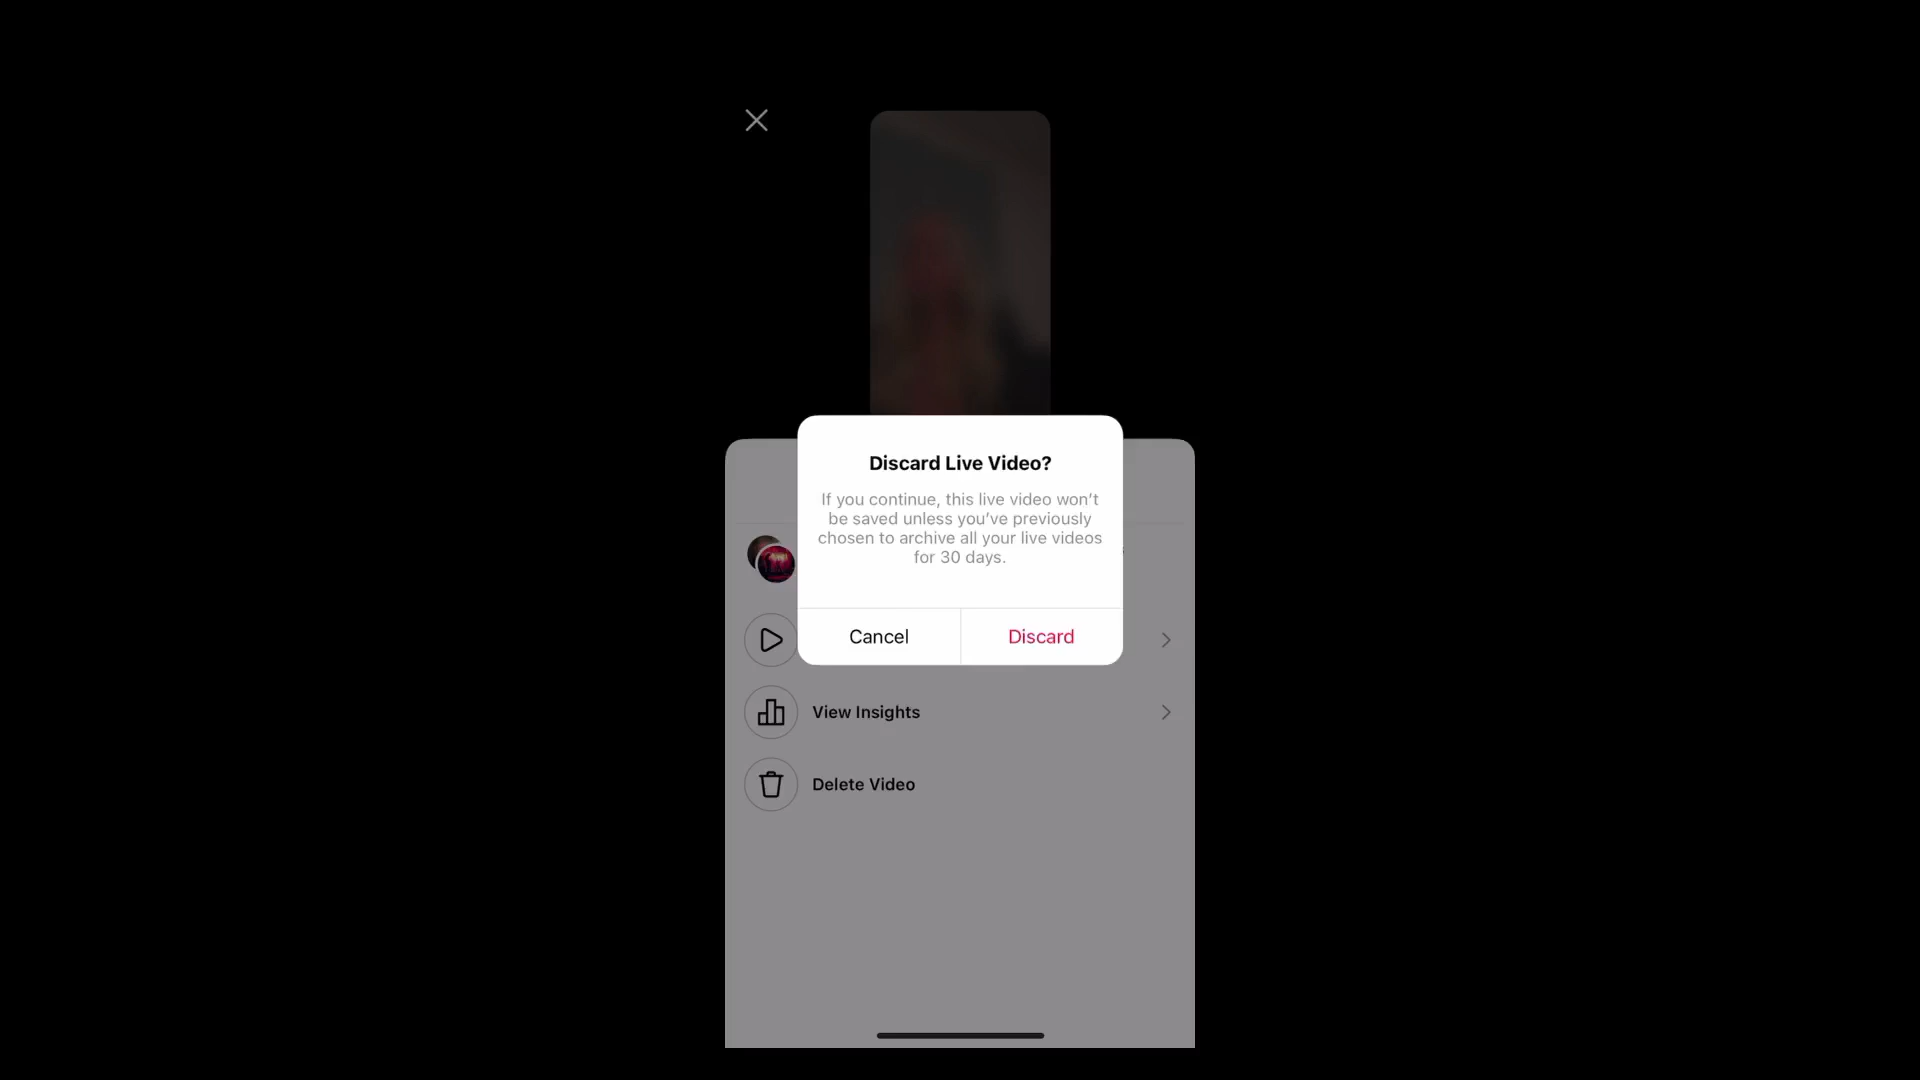 Discard Live Video?
If you continue, this live video won’t
be saved unless you’ve previously
chosen to archive all your live videos
for 30 days.
Cancel
Discard
View Insights
Delete Video